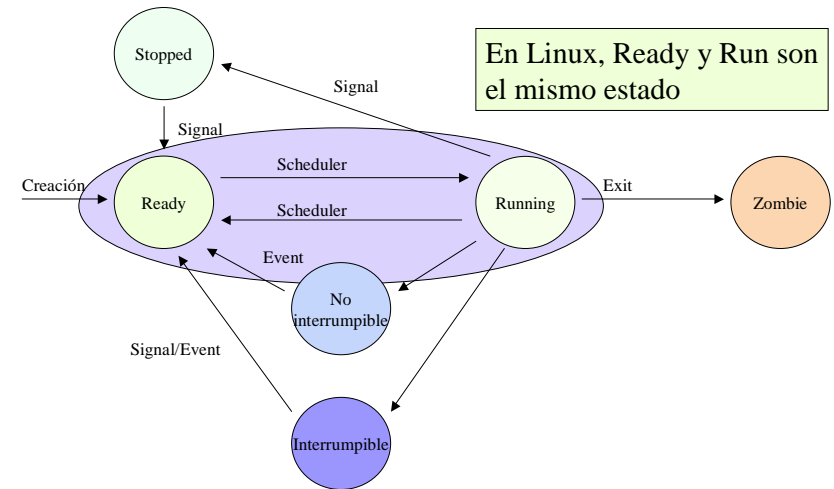 Stopped
En Linux, Ready y Run son
el mismo estado
Signal
Signal
Creación
Ready
Scheduler
Scheduler
Running
Exit
Zombie
Event
No
interrumpible
Signal/Event
Interrumpible